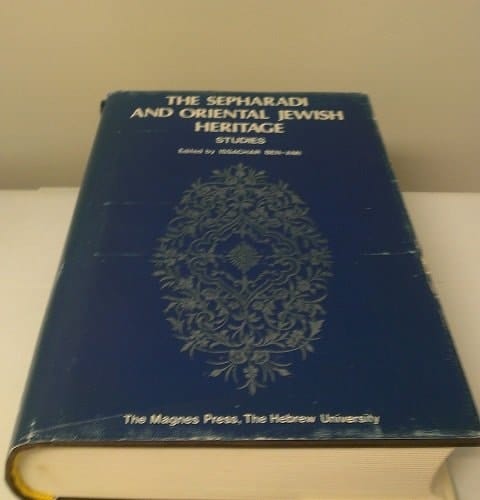 THE SEPHARADI
AND ORIENTAL JEWISH
HERITAGE
STUDIES
Edited by ISSACHAR BEN-AMI
The Magnes Press, The Hebrew University